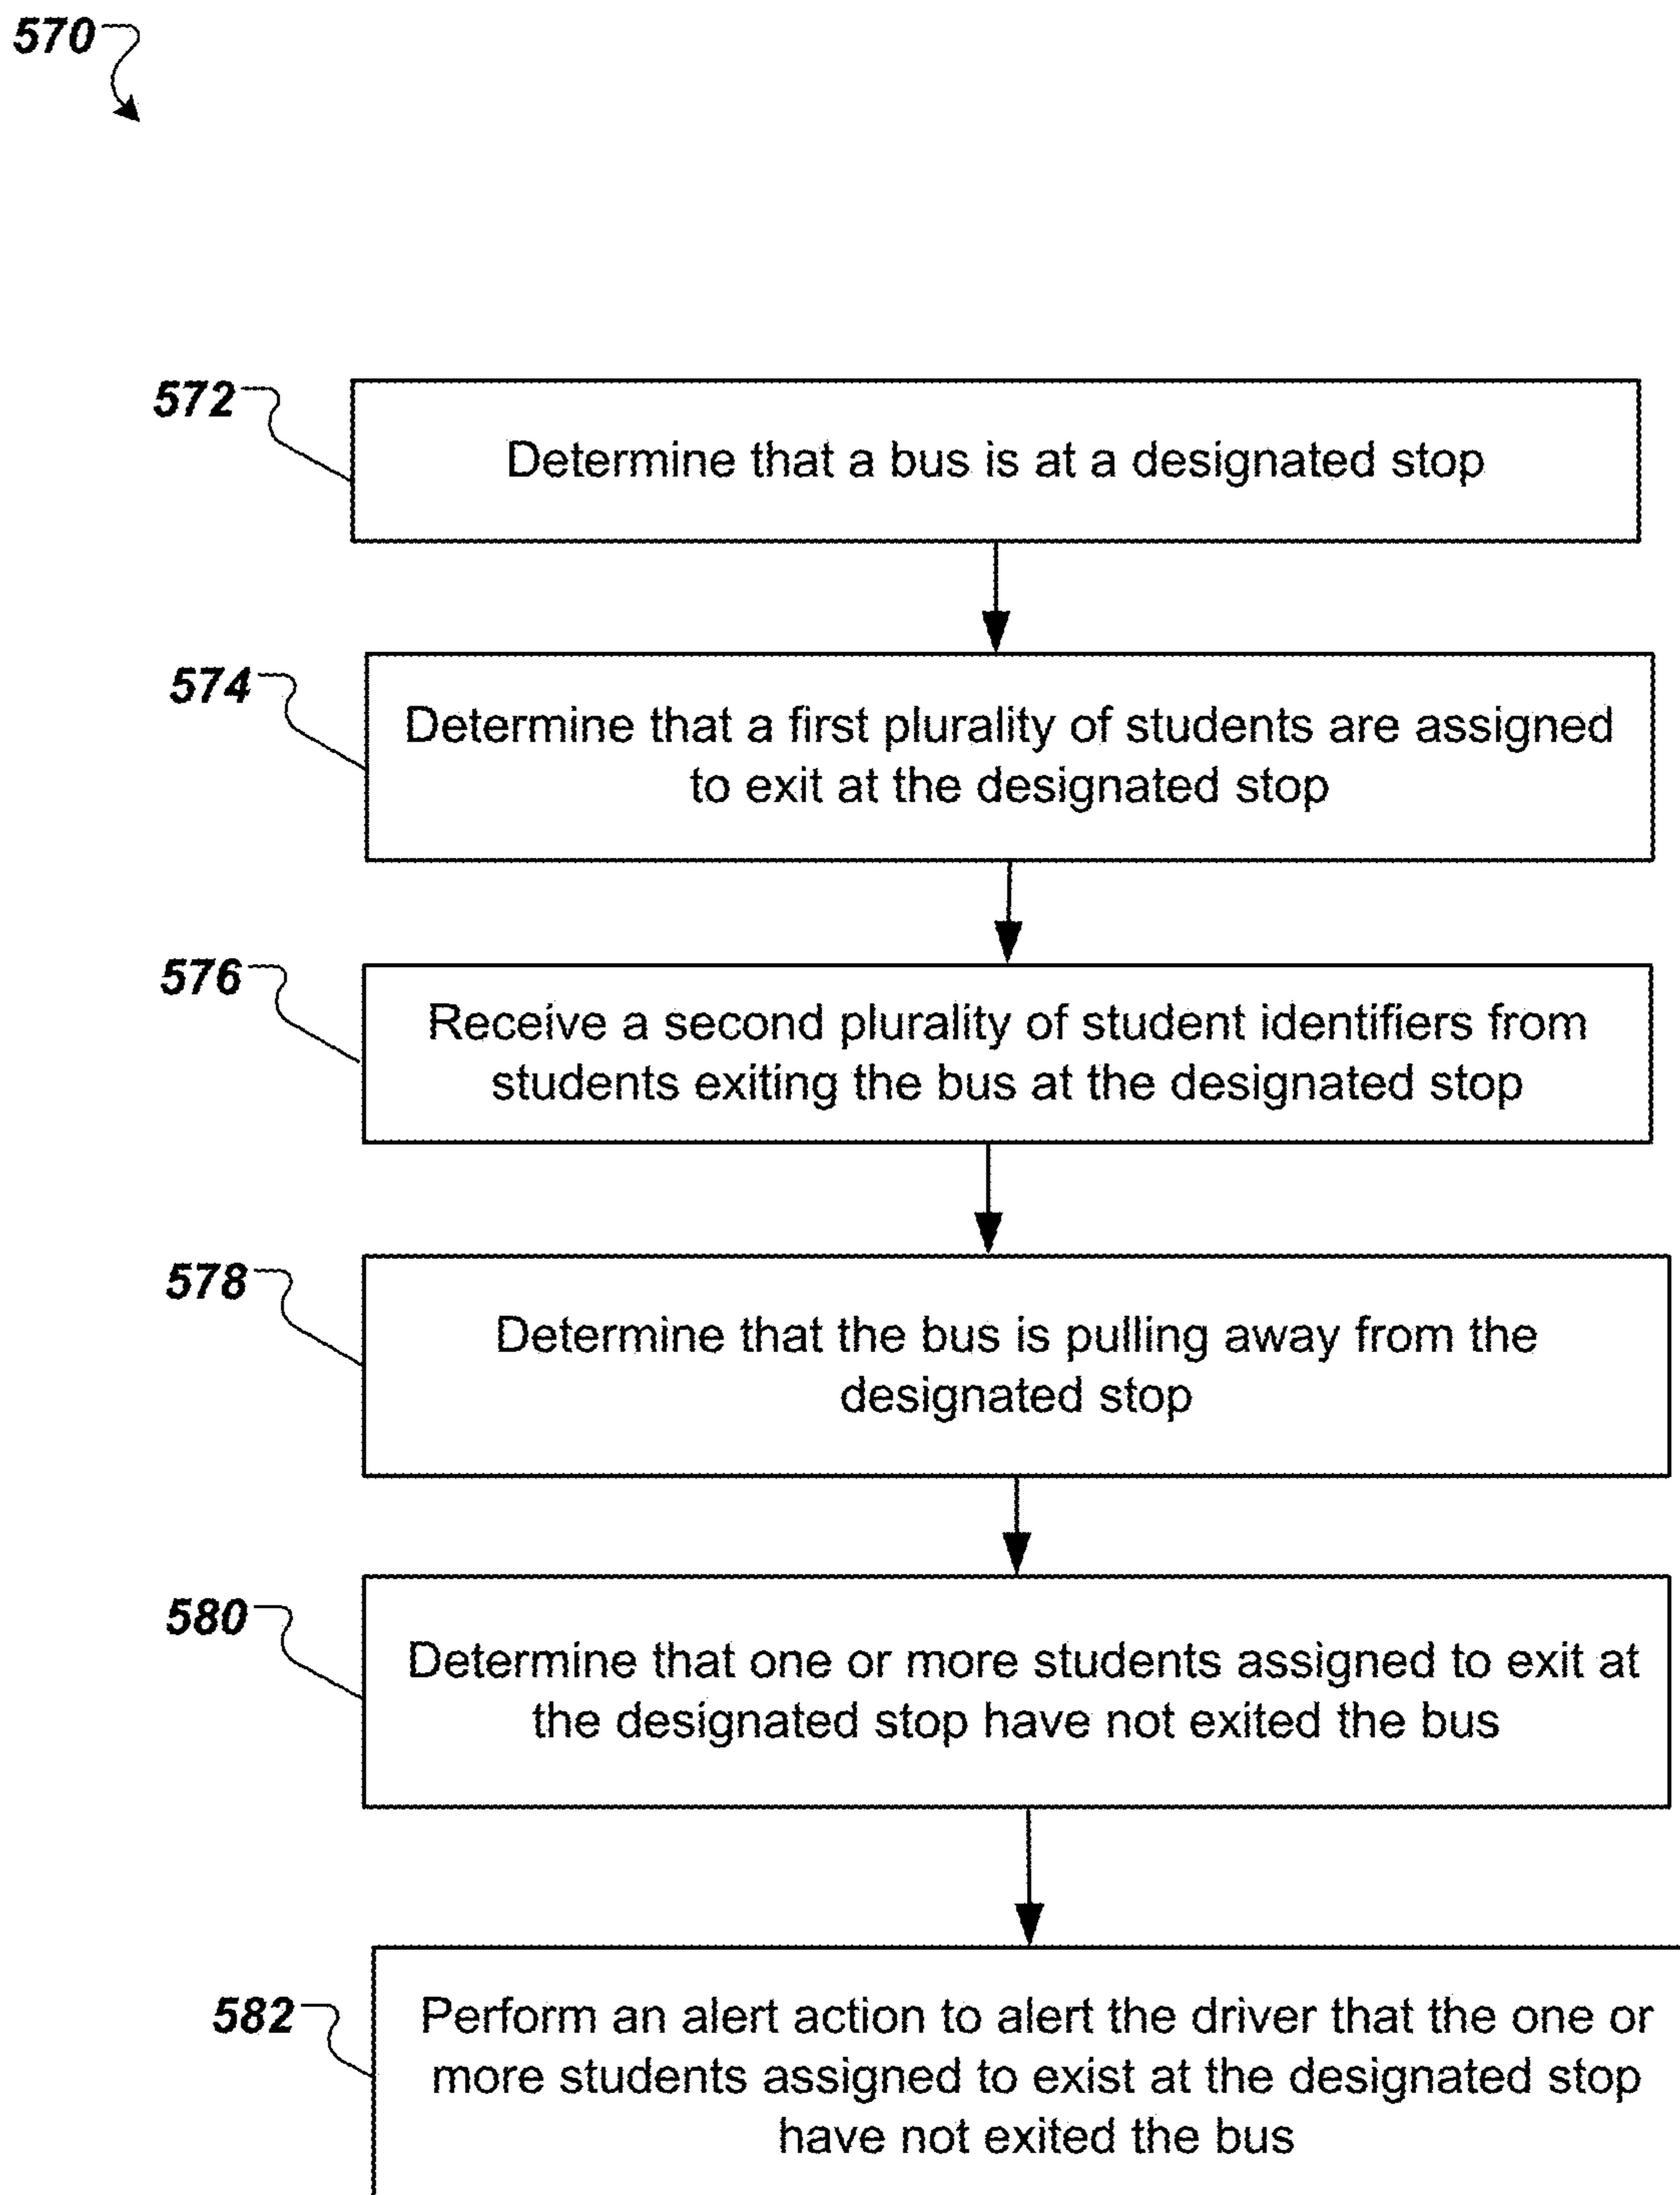 570
572
Determine that a bus is at a designated stop
574
Determine that a first plurality of students are assigned
to exit at the designated stop
576
Receive a second plurality of student identifiers from
students exiting the bus at the designated stop
578
Determine that the bus is pulling away from the
designated stop
580
Determine that one or more students assigned to exit at
the designated stop have not exited the bus
582
Perform an alert action to alert the driver that the one or
more students assigned to exist at the designated stop
have not exited the bus